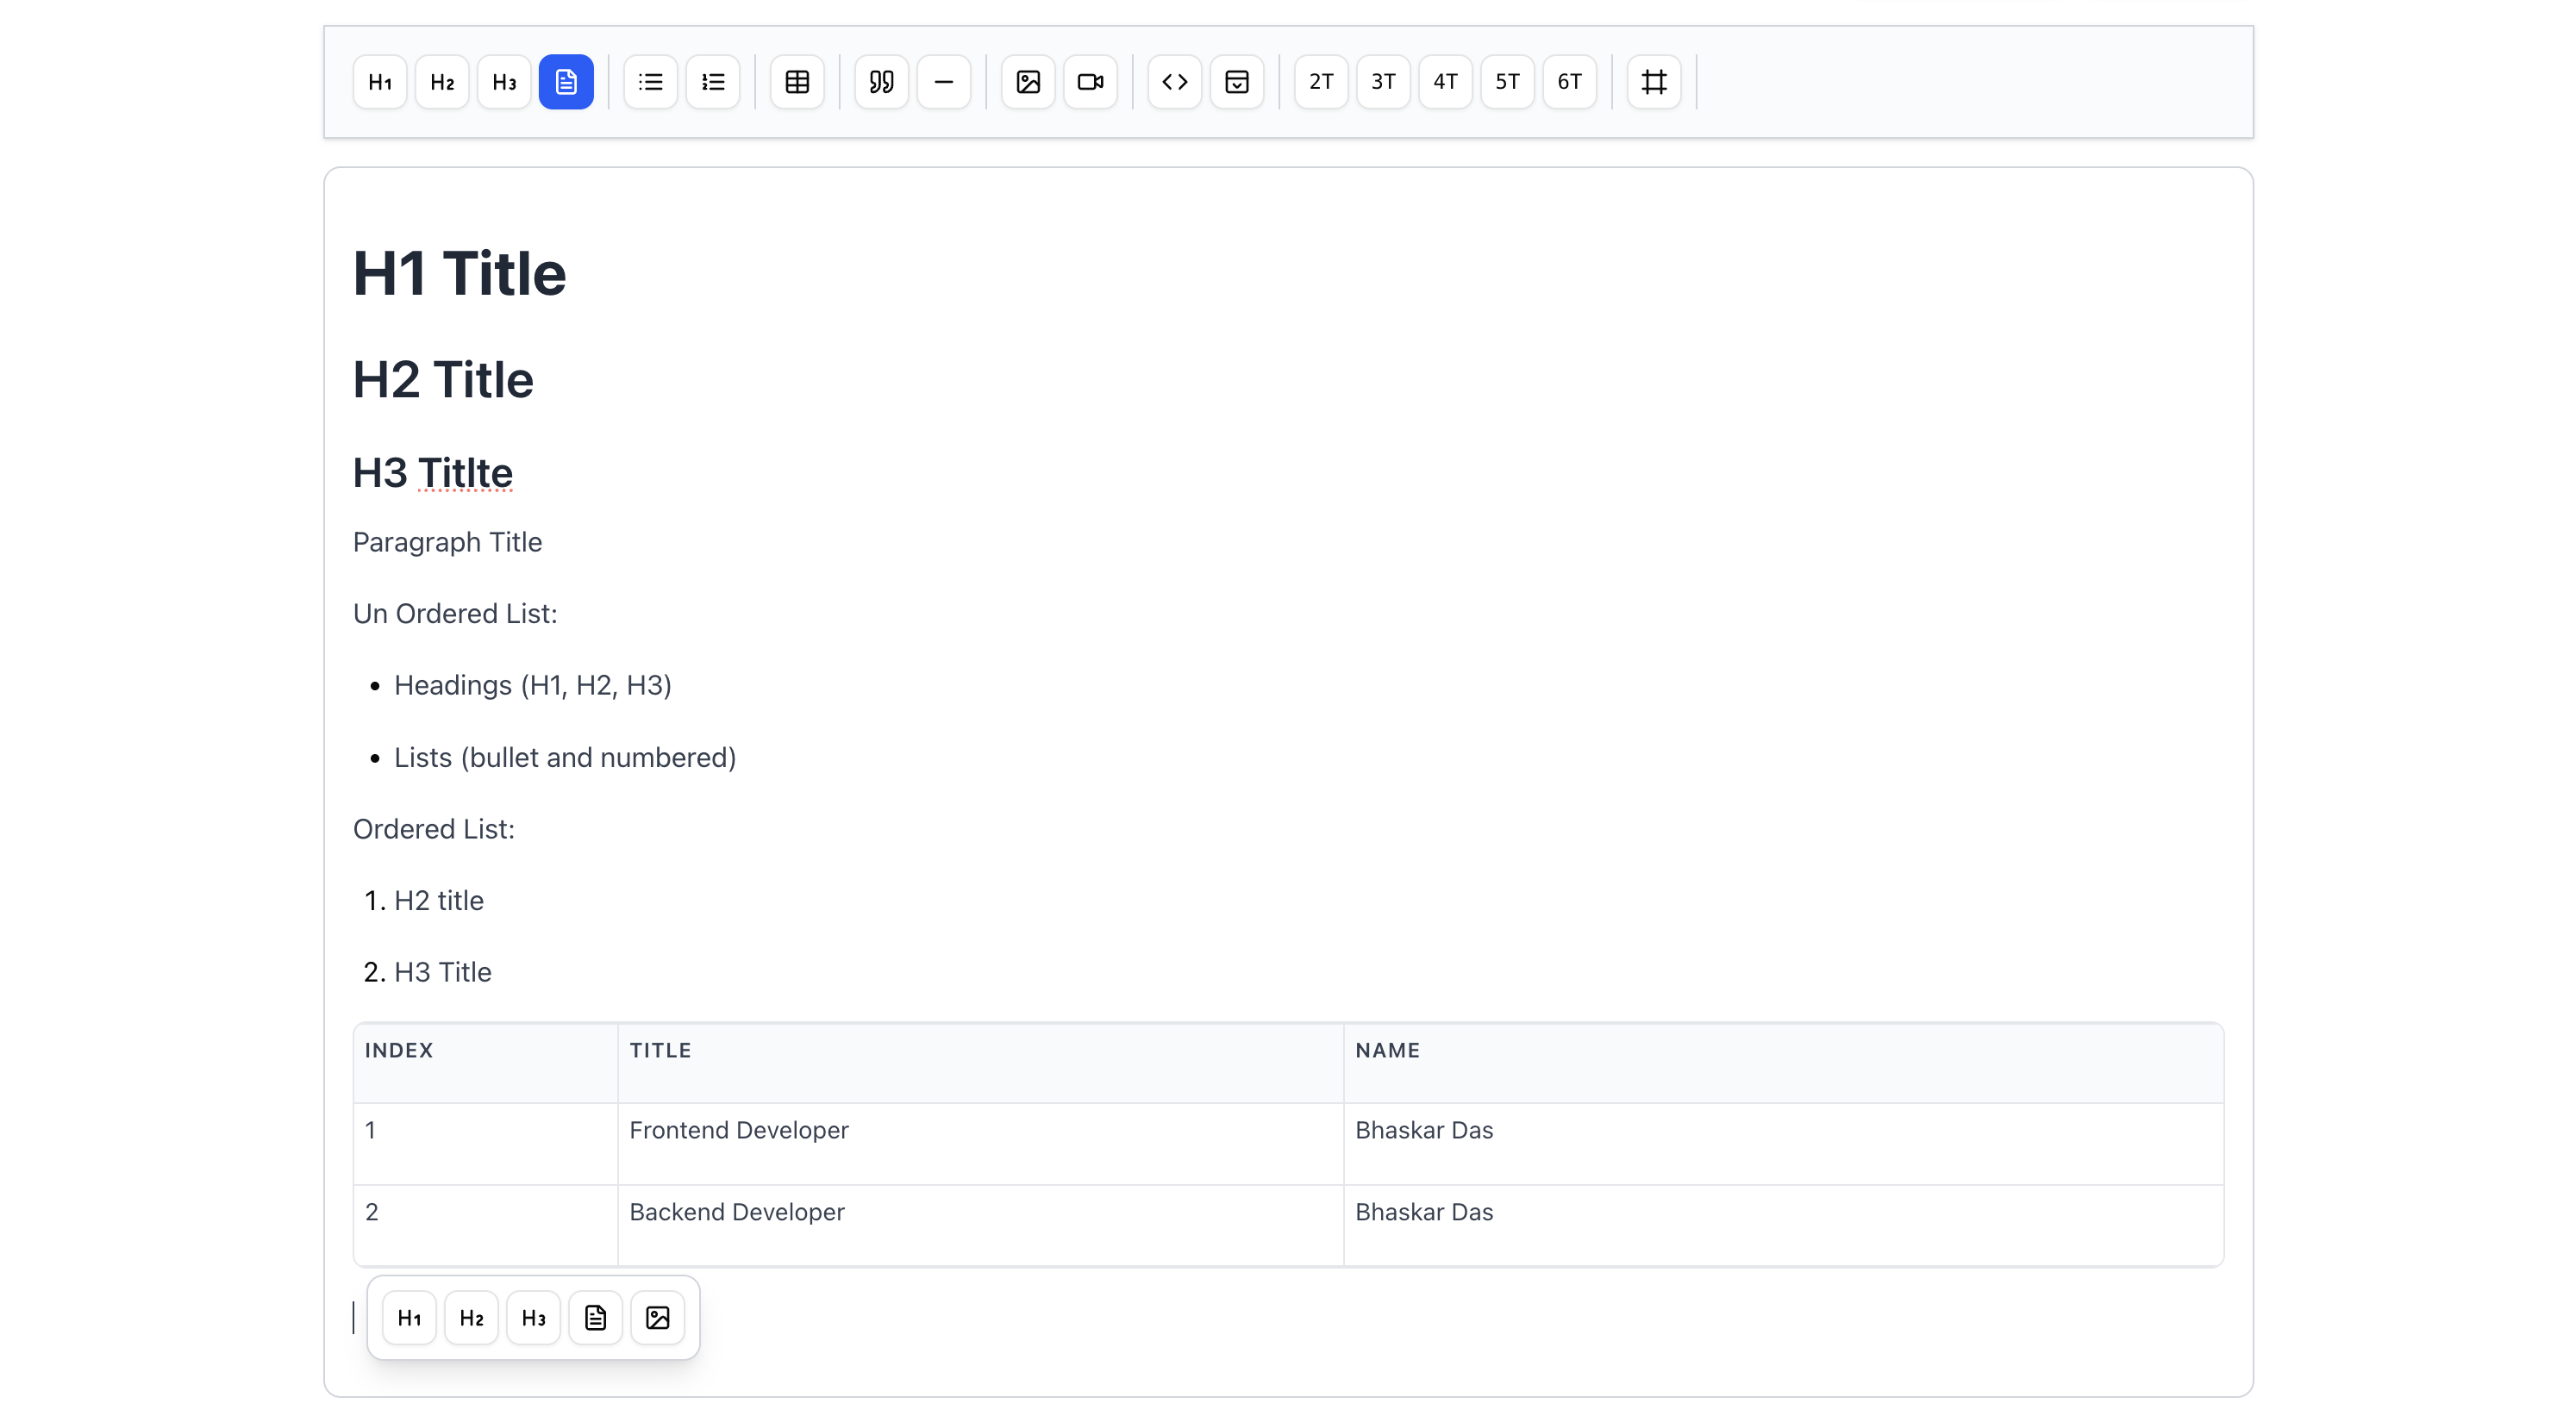 H1 H2 H3 2T 3T 4T 5T 6T
H1 Title
H2 Title
H3 Titlte
Paragraph Title
Un Ordered List:
• Headings (H1, H2, H3)
• Lists (bullet and numbered)
Ordered List:
1. H2 title
2. H3 Title
INDEX TITLE NAME
1 Frontend Developer Bhaskar Das
2 Backend Developer Bhaskar Das
H1 H2 H3